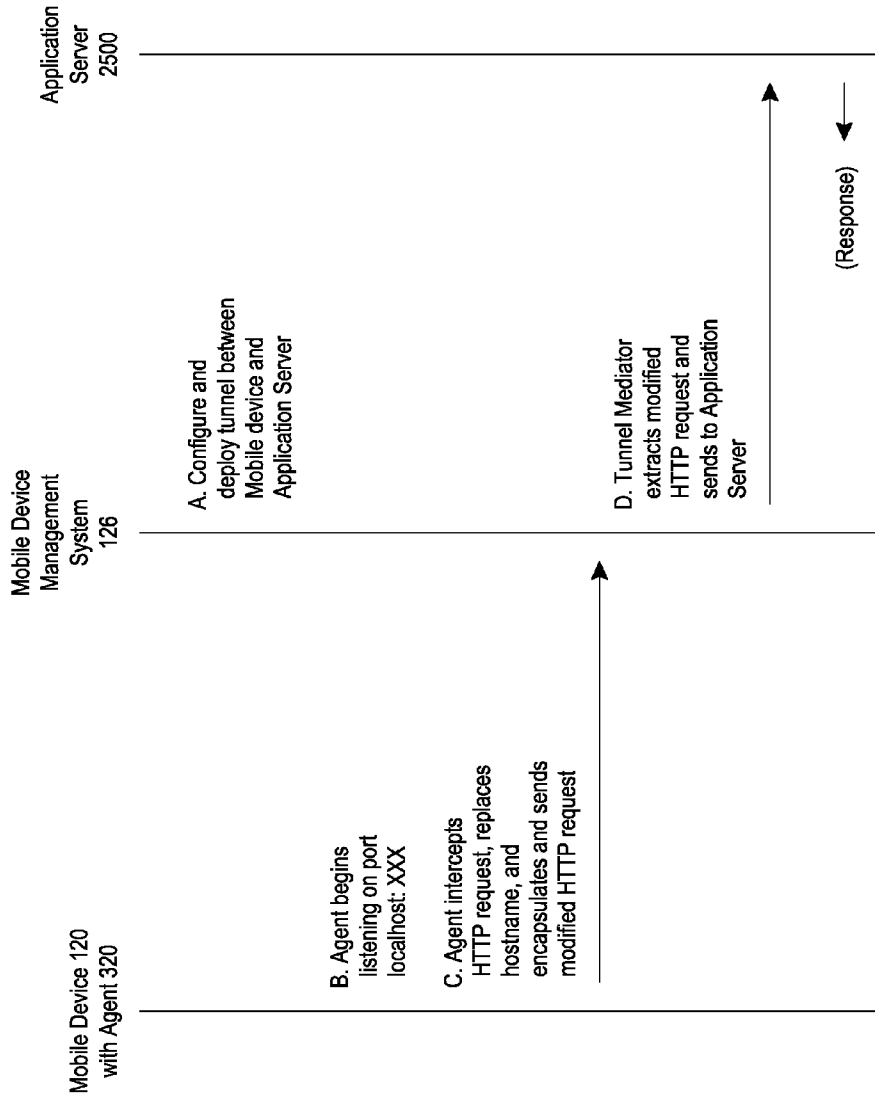 Mobile Device 120
with Agent 320
Mobile Device
Management
System
126
Application
Server
2500
A. Configure and
deploy tunnel between
Mobile device and
Application Server
B. Agent begins
listening on port
localhost: XXX
C. Agent intercepts
HTTP request, replaces
hostname, and
encapsulates and sends
modified HTTP request
D. Tunnel Mediator
extracts modified
HTTP request and
sends to Application
Server
(Response)